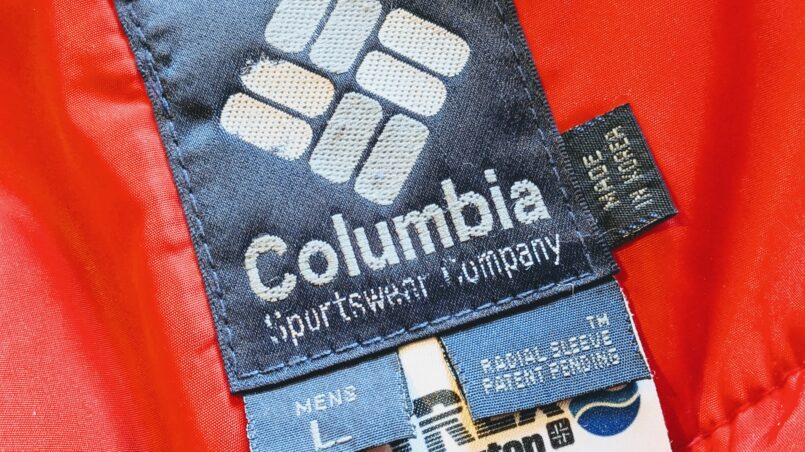 Columbia
Sportswear Company
MADE
IN KOREA
TM
RADIAL SLEEVE
PATENT PENDING
MENS
L